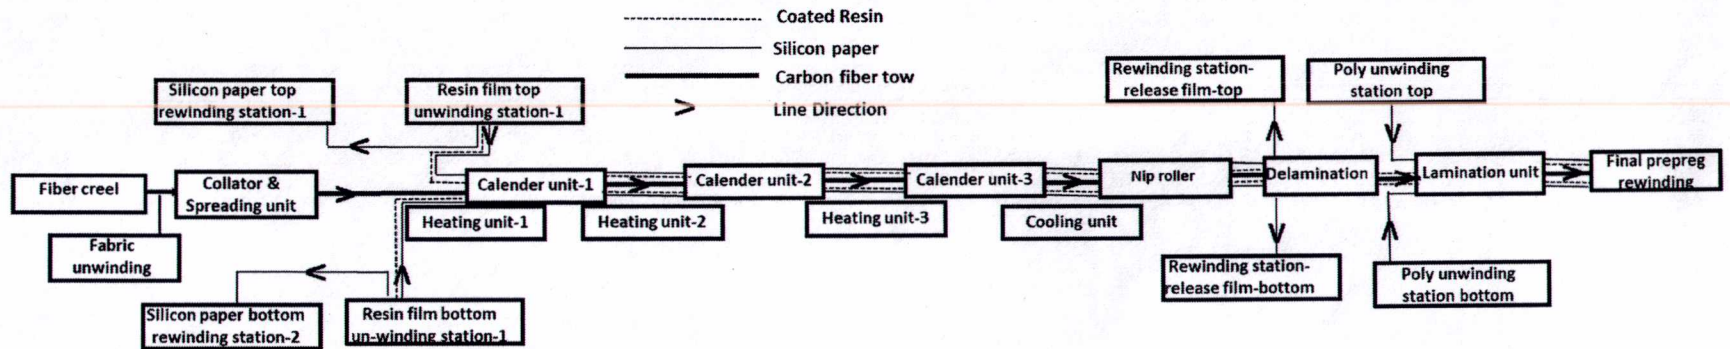 Coated Resin
Silicon paper
Carbon fiber tow
Line Direction
Silicon paper top
rewinding station-1
Resin film top
unwinding station-1
Rewinding station-
release film-top
Poly unwinding
station top
Fiber creel
Collator &
Spreading unit
Calender unit-1
Calender unit-2
Calender unit-3
Nip roller
Delamination
Lamination unit
Final prepreg
rewinding
Heating unit-1
Heating unit-2
Heating unit-3
Cooling unit
Fabric
unwinding
Silicon paper bottom
rewinding station-2
Resin film bottom
un-winding station-1
Rewinding station-
release film-bottom
Poly unwinding
station bottom